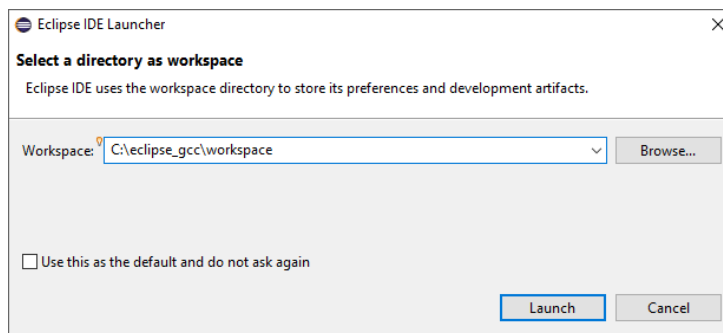 Eclipse IDE Launcher
Select a directory as workspace
Eclipse IDE uses the workspace directory to store its preferences and development artifacts.
Workspace: C:\eclipse_gcc\workspace Browse...
Use this as the default and do not ask again
Launch Cancel